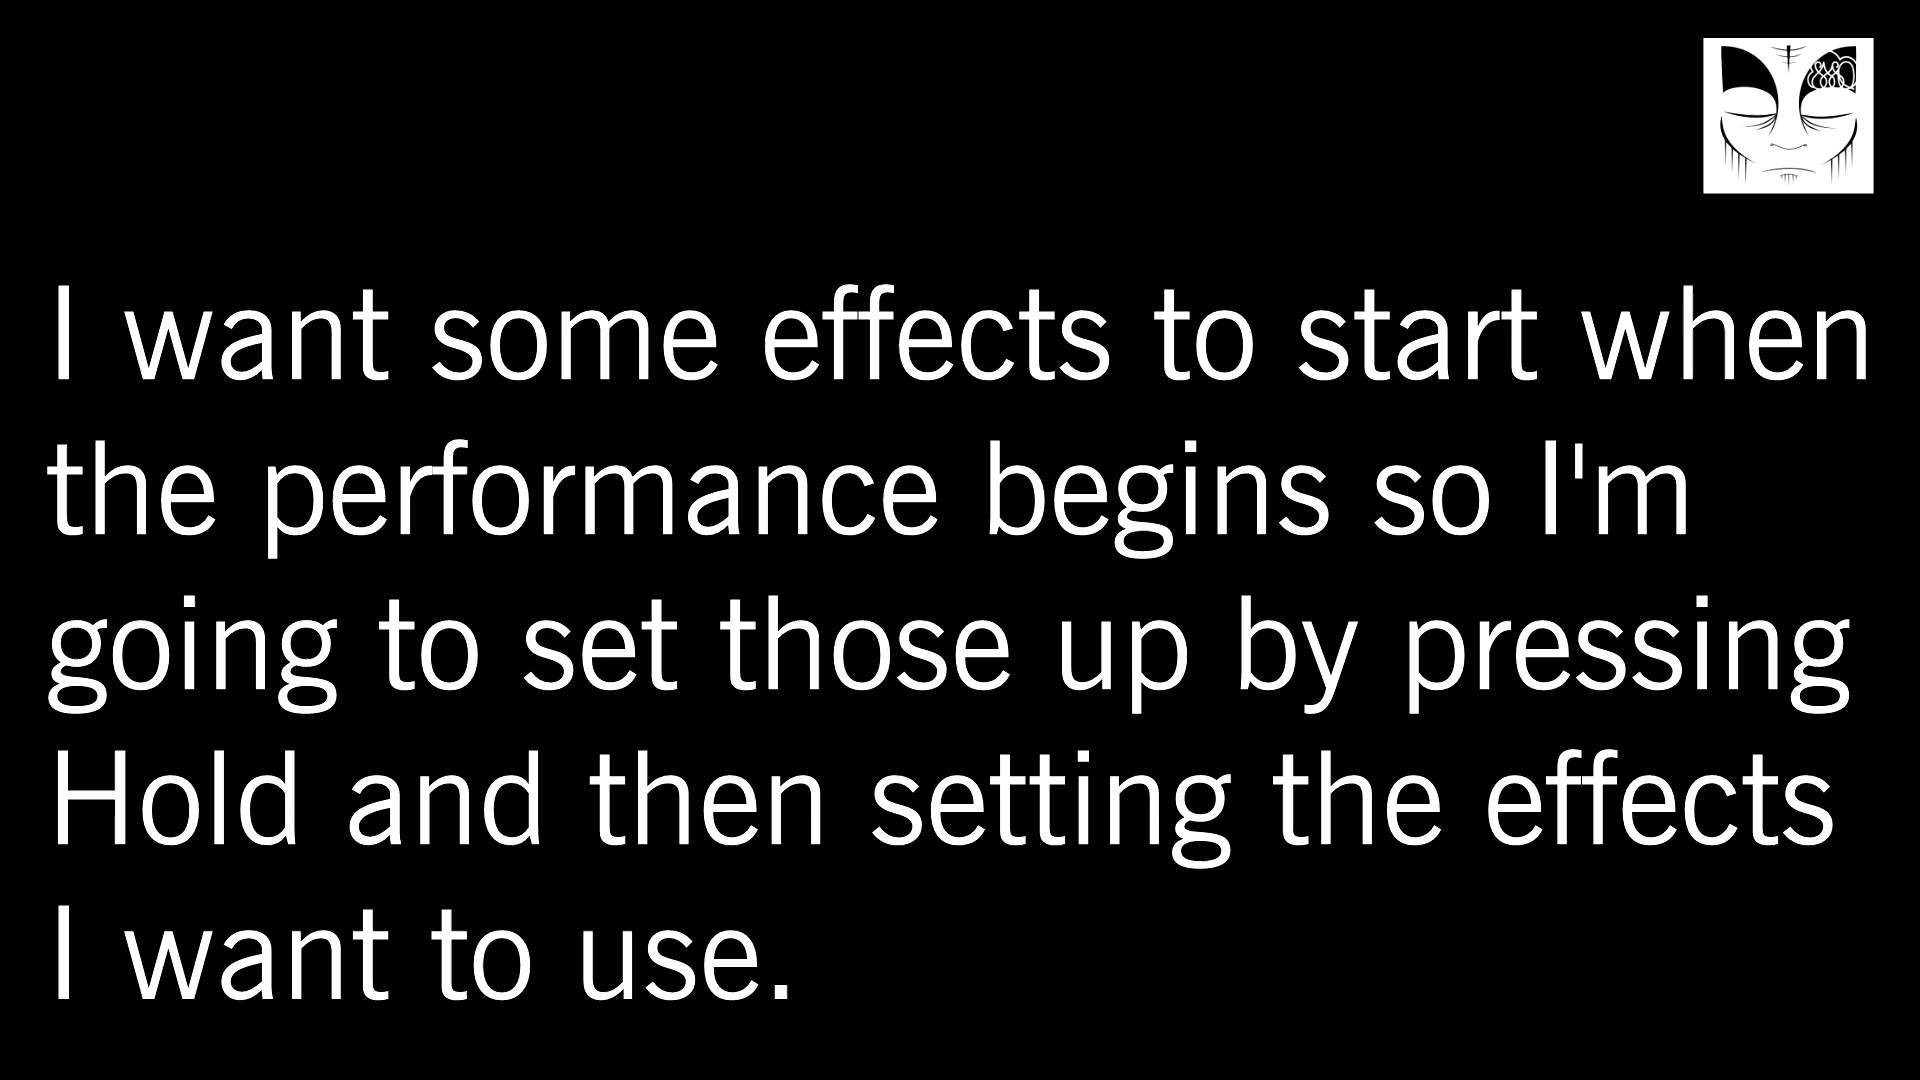 I want some effects to start when
the performance begins so I'm
going to set those up by pressing
Hold and then setting the effects
I want to use.